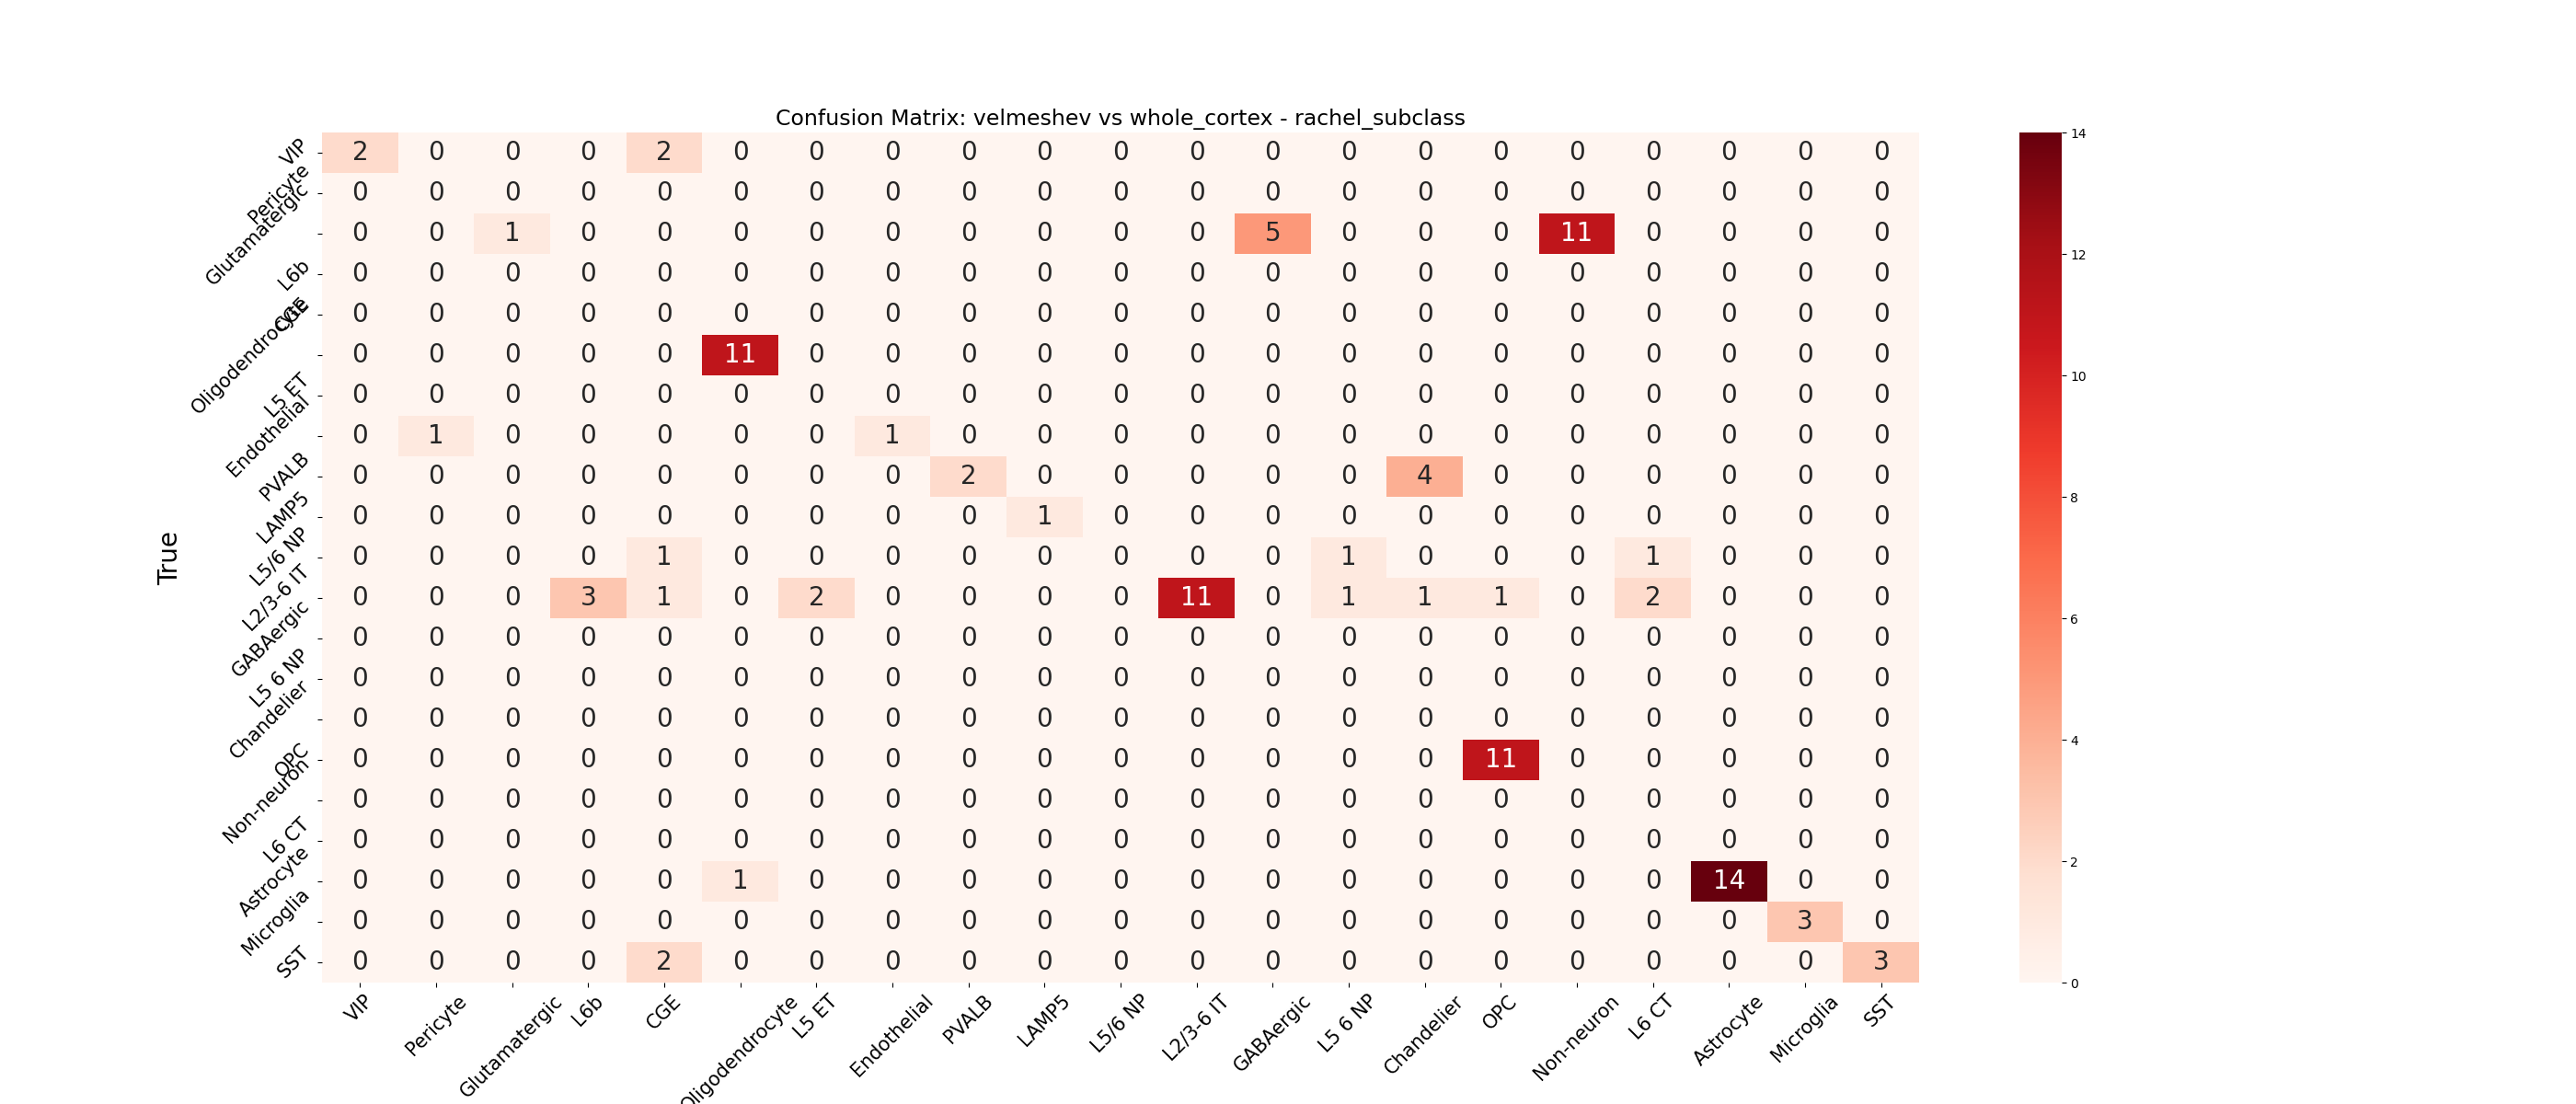 Confusion Matrix: velmeshev vs whole_cortex - rachel_subclass
True
VIP 2 0 0 0 2 0 0 0 0 0 0 0 0 0 0 0 0 0 0 0 0
Pericyte 0 0 0 0 0 0 0 0 0 0 0 0 0 0 0 0 0 0 0 0 0
Glutamatergic 0 0 1 0 0 0 0 0 0 0 0 0 5 0 0 0 11 0 0 0 0
L6b 0 0 0 0 0 0 0 0 0 0 0 0 0 0 0 0 0 0 0 0 0
CGE 0 0 0 0 0 0 0 0 0 0 0 0 0 0 0 0 0 0 0 0 0
Oligodendrocyte 0 0 0 0 0 11 0 0 0 0 0 0 0 0 0 0 0 0 0 0 0
L5 ET 0 0 0 0 0 0 0 0 0 0 0 0 0 0 0 0 0 0 0 0 0
Endothelial 0 1 0 0 0 0 0 1 0 0 0 0 0 0 0 0 0 0 0 0 0
PVALB 0 0 0 0 0 0 0 0 2 0 0 0 0 0 4 0 0 0 0 0 0
LAMP5 0 0 0 0 0 0 0 0 0 1 0 0 0 0 0 0 0 0 0 0 0
L5/6 NP 0 0 0 0 1 0 0 0 0 0 0 0 0 1 0 0 0 1 0 0 0
L2/3-6 IT 0 0 0 3 1 0 2 0 0 0 0 11 0 1 1 1 0 2 0 0 0
GABAergic 0 0 0 0 0 0 0 0 0 0 0 0 0 0 0 0 0 0 0 0 0
L5 6 NP 0 0 0 0 0 0 0 0 0 0 0 0 0 0 0 0 0 0 0 0 0
Chandelier 0 0 0 0 0 0 0 0 0 0 0 0 0 0 0 0 0 0 0 0 0
OPC 0 0 0 0 0 0 0 0 0 0 0 0 0 0 0 11 0 0 0 0 0
Non-neuron 0 0 0 0 0 0 0 0 0 0 0 0 0 0 0 0 0 0 0 0 0
L6 CT 0 0 0 0 0 0 0 0 0 0 0 0 0 0 0 0 0 0 0 0 0
Astrocyte 0 0 0 0 0 1 0 0 0 0 0 0 0 0 0 0 0 0 14 0 0
Microglia 0 0 0 0 0 0 0 0 0 0 0 0 0 0 0 0 0 0 0 3 0
SST 0 0 0 0 2 0 0 0 0 0 0 0 0 0 0 0 0 0 0 0 3
VIP Pericyte Glutamatergic L6b CGE Oligodendrocyte L5 ET Endothelial PVALB LAMP5 L5/6 NP L2/3-6 IT GABAergic L5 6 NP Chandelier OPC Non-neuron L6 CT Astrocyte Microglia SST
14
12
10
8
6
4
2
0